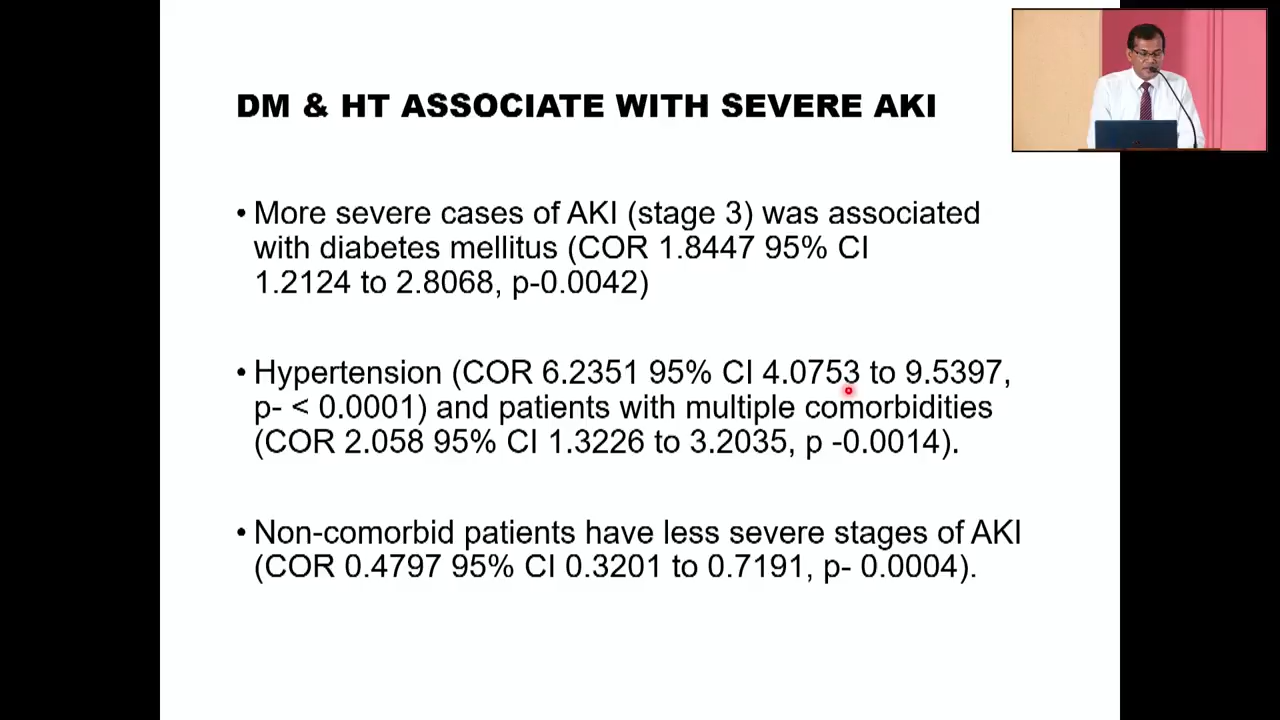 DM & HT ASSOCIATE WITH SEVERE AKI
• More severe cases of AKI (stage 3) was associated
with diabetes mellitus (COR 1.8447 95% CI
1.2124 to 2.8068, p-0.0042)
• Hypertension (COR 6.2351 95% CI 4.0753 to 9.5397,
p- < 0.0001) and patients with multiple comorbidities
(COR 2.058 95% CI 1.3226 to 3.2035, p -0.0014).
• Non-comorbid patients have less severe stages of AKI
(COR 0.4797 95% CI 0.3201 to 0.7191, p- 0.0004).